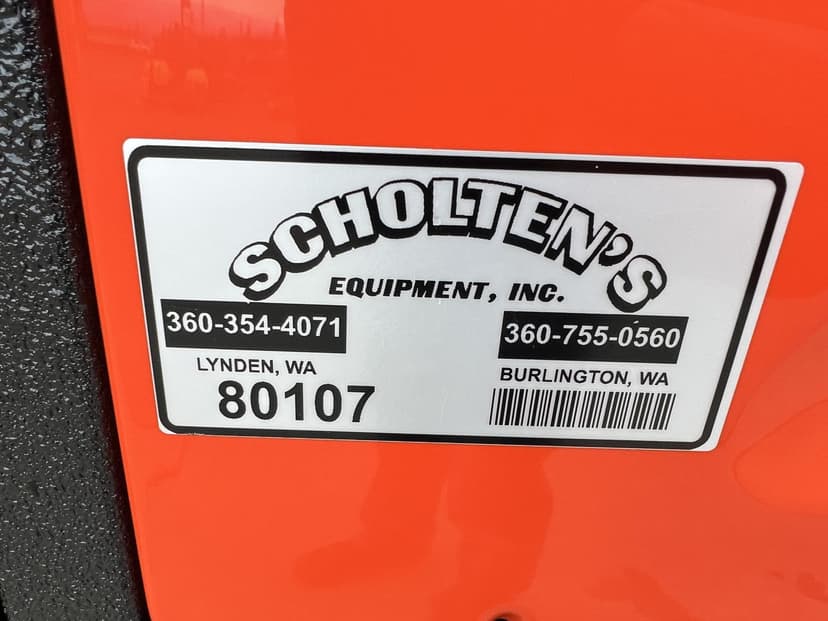 SCHOLTEN'S
EQUIPMENT, INC.
360-354-4071
LYNDEN, WA
80107
360-755-0560
BURLINGTON, WA